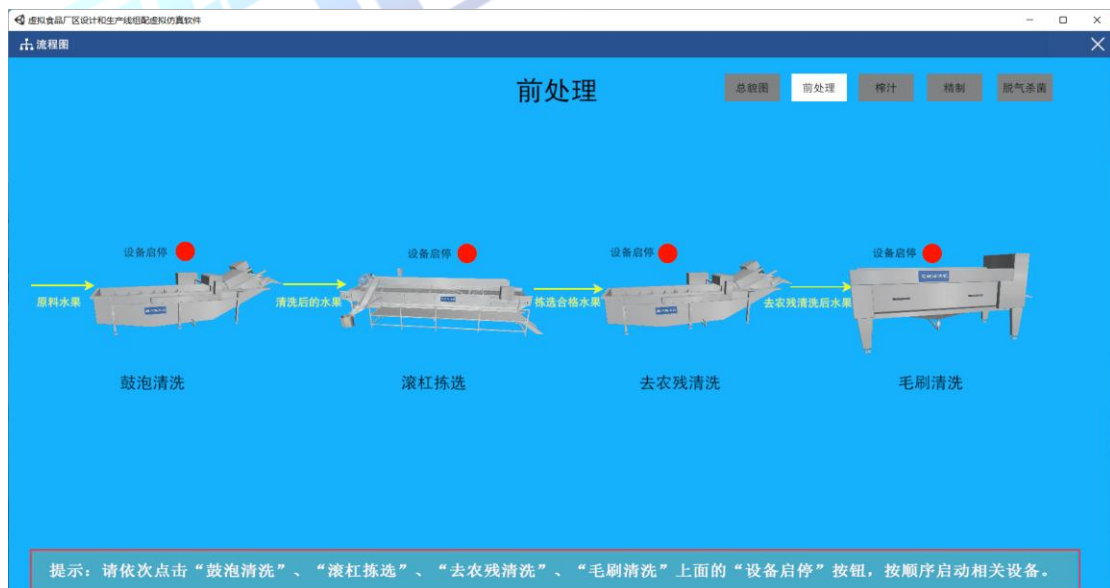 虚拟食品厂区设计和生产线组配虚拟仿真软件
流程图
前处理
总貌图 前处理 榨汁 精制 脱气杀菌
设备启停 设备启停 设备启停 设备启停
原料水果 清洗后的水果 拣选合格水果 去农残清洗后水果
鼓泡清洗 滚杠拣选 去农残清洗 毛刷清洗
提示：请依次点击“鼓泡清洗”、“滚杠拣选”、“去农残清洗”、“毛刷清洗”上面的“设备启停”按钮，按顺序启动相关设备。